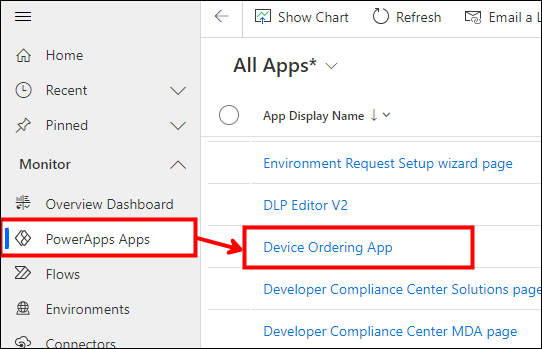 Show Chart
Refresh
Email a L
Home
Recent
Pinned
Monitor
Overview Dashboard
PowerApps Apps
Flows
Environments
All Apps*
App Display Name
Environment Request Setup wizard page
DLP Editor V2
Device Ordering App
Developer Compliance Center Solutions page
Developer Compliance Center MDA page